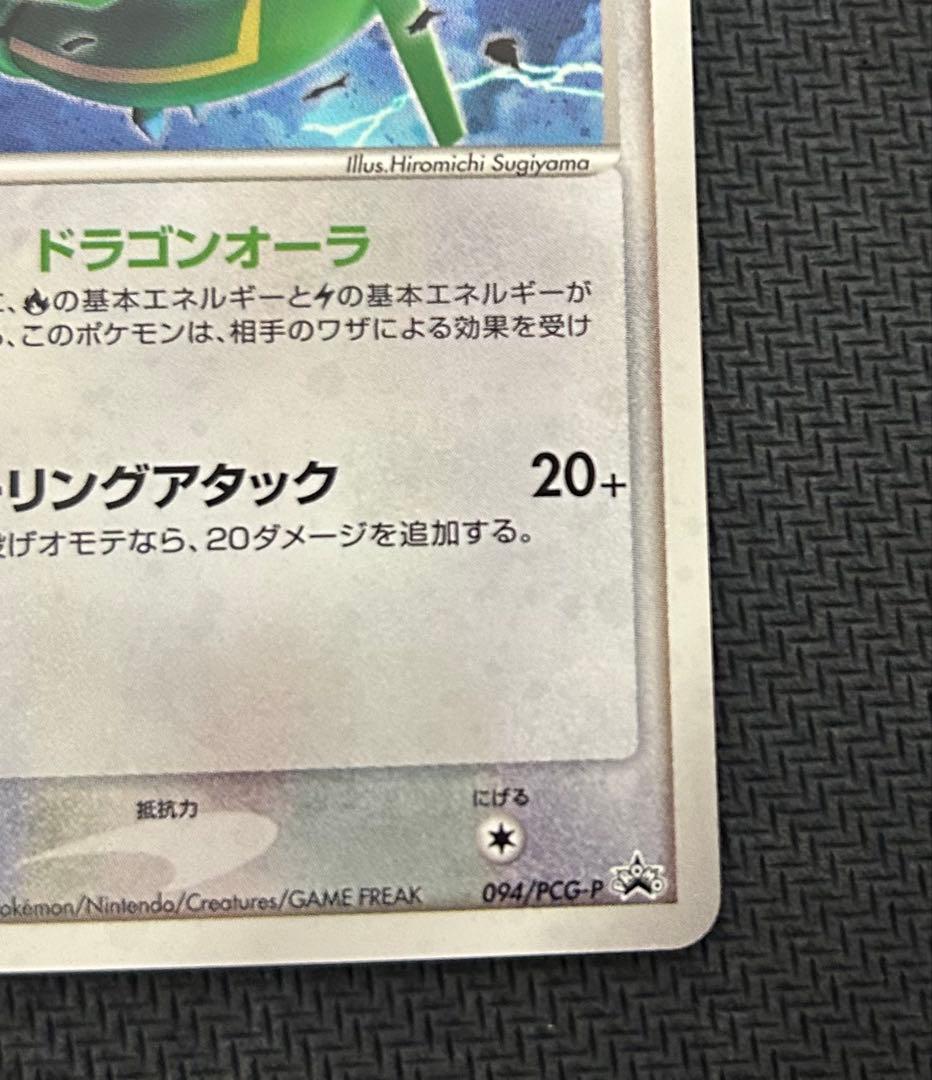 Illus.Hiromichi Sugiyama
ドラゴンオーラ
、の基本エネルギーとの基本エネルギーが
、このポケモンは、相手のワザによる効果を受け
リングアタック 20+
げオモテなら、20ダメージを追加する。
抵抗力 にげる
okémon/Nintendo/Creatures/GAME FREAK 094/PCG-P